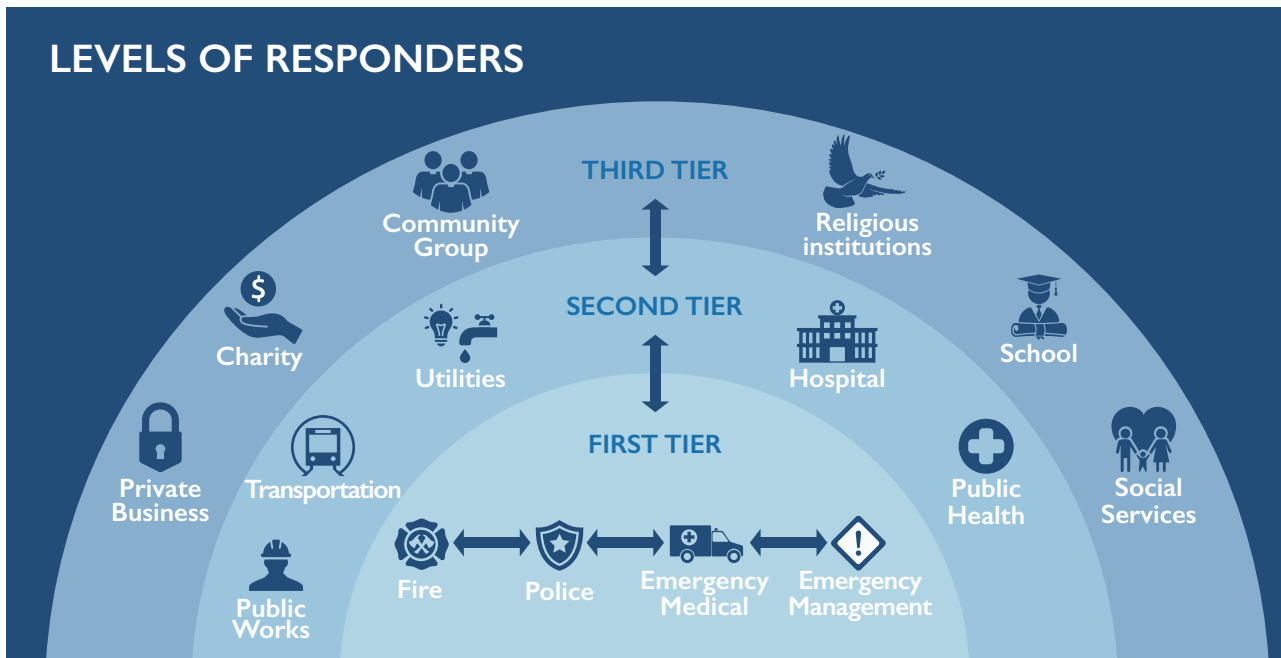 LEVELS OF RESPONDERS
THIRD TIER
Community
Group
Religious
institutions
Charity
School
Private
Business
Social
Services
SECOND TIER
Utilities
Hospital
Transportation
Public
Health
Public
Works
FIRST TIER
Fire
Police
Emergency
Medical
Emergency
Management
$
!